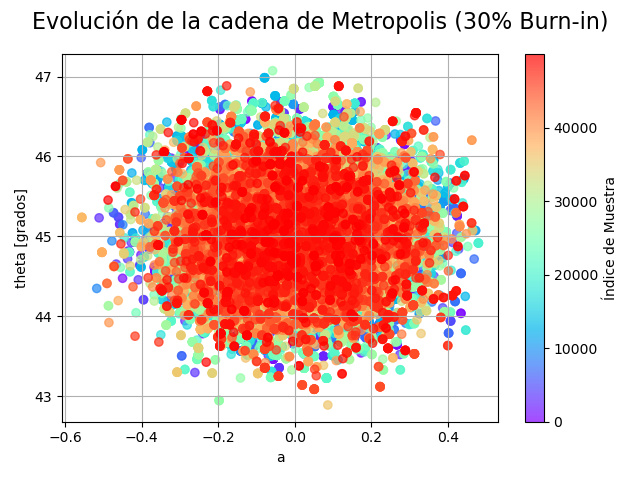 Evolución de la cadena de Metropolis (30% Burn-in)
47
46
45
44
43
theta [grados]
−0.6 −0.4 −0.2 0.0 0.2 0.4
a
40000
30000
20000
10000
0
Índice de Muestra